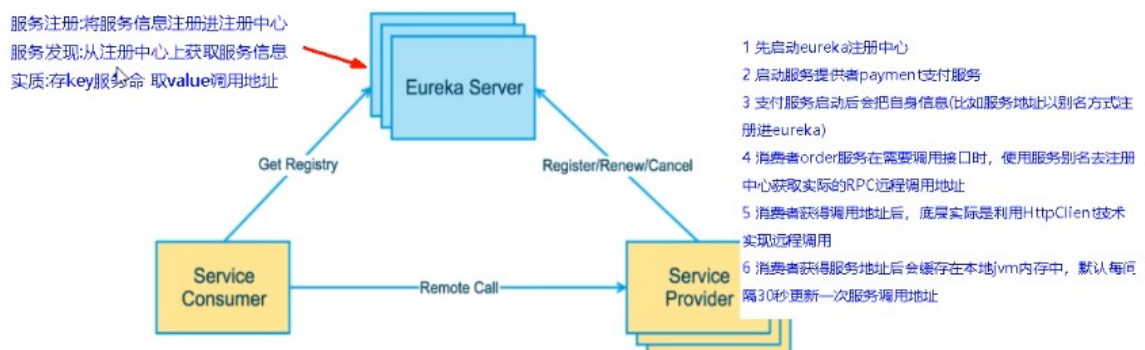 服务注册:将服务信息注册进注册中心
服务发现:从注册中心上获取服务信息
实质:存key服务命 取value调用地址
Eureka Server
Get Registry
Register/Renew/Cancel
Service
Consumer
Remote Call
Service
Provider
1 先启动eureka注册中心
2 启动服务提供者payment支付服务
3 支付服务启动后会把自身信息(比如服务地址以别名方式注
册进eureka)
4 消费者order服务在需要调用接口时，使用服务别名去注册
中心获取实际的RPC远程调用地址
5 消费者获得调用地址后，底层实际是利用HttpClient技术
实现远程调用
6 消费者获得服务地址后会缓存在本地jvm内存中，默认每间
隔30秒更新一次服务调用地址